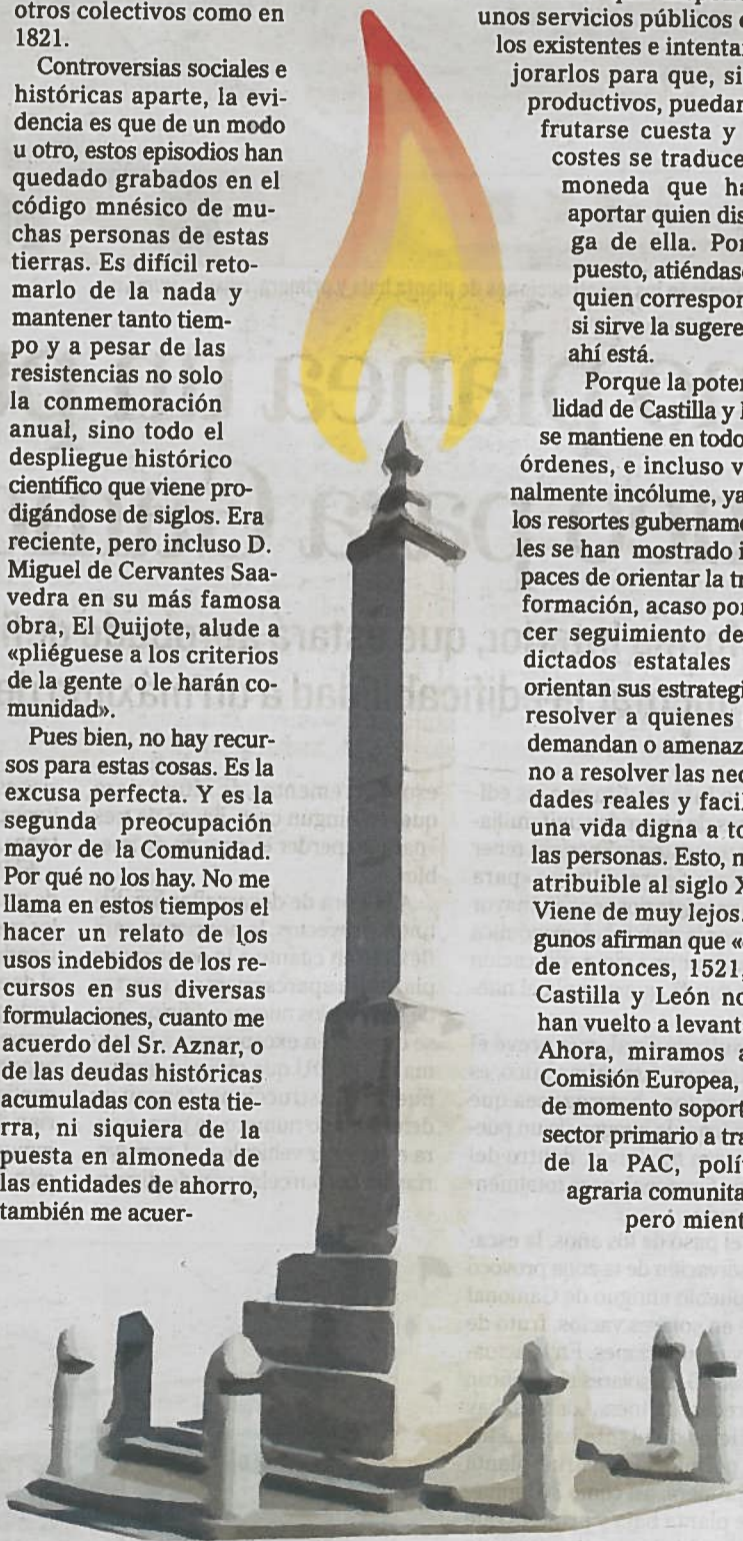 otros colectivos como en
1821.
Controversias sociales e
históricas aparte, la evi-
dencia es que de un modo
u otro, estos episodios han
quedado grabados en el
código mnésico de mu-
chas personas de estas
tierras. Es difícil reto-
marlo de la nada y
mantener tanto tiem-
po y a pesar de las
resistencias no solo
la conmemoración
anual, sino todo el
despliegue histórico
científico que viene pro-
digándose de siglos. Era
reciente, pero incluso D.
Miguel de Cervantes Saa-
vedra en su más famosa
obra, El Quijote, alude a
«pliéguese a los criterios
de la gente o le harán co-
munidad».
Pues bien, no hay recur-
sos para estas cosas. Es la
excusa perfecta. Y es la
segunda preocupación
mayor de la Comunidad.
Por qué no los hay. No me
llama en estos tiempos el
hacer un relato de los
usos indebidos de los re-
cursos en sus diversas
formulaciones, cuanto me
acuerdo del Sr. Aznar, o
de las deudas históricas
acumuladas con esta tie-
rra, ni siquiera de la
puesta en almoneda de
las entidades de ahorro,
también me acuer-
unos servicios públicos
los existentes e intentar
jorarlos para que, si
productivos, puedan
frutarse cuesta y
costes se traduce
moneda que ha
aportar quien dis
ga de ella. Por
puesto, atiéndase
quien correspon
si sirve la sugere
ahí está.
Porque la poten
lidad de Castilla y
se mantiene en todo
órdenes, e incluso v
nalmente incólume, ya
los resortes gubername
les se han mostrado i
paces de orientar la tr
formación, acaso por
cer seguimiento de
dictados estatales
orientan sus estrategi
resolver a quienes
demandan o amenaz
no a resolver las nec
dades reales y facil
una vida digna a to
las personas. Esto, n
atribuible al siglo X
Viene de muy lejos.
gunos afirman que «
de entonces, 1521,
Castilla y León no
han vuelto a levant
Ahora, miramos a
Comisión Europea,
de momento soport
sector primario a tra
de la PAC, polít
agraria comunita
pero mient